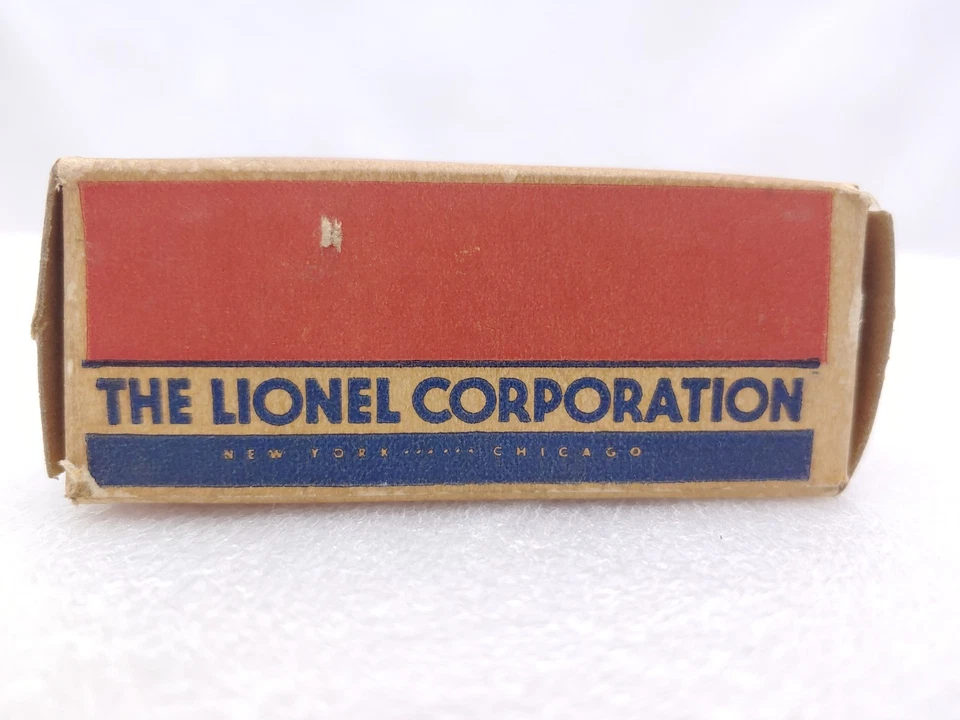 THE LIONEL CORPORATION
NEW YORK ······ CHICAGO